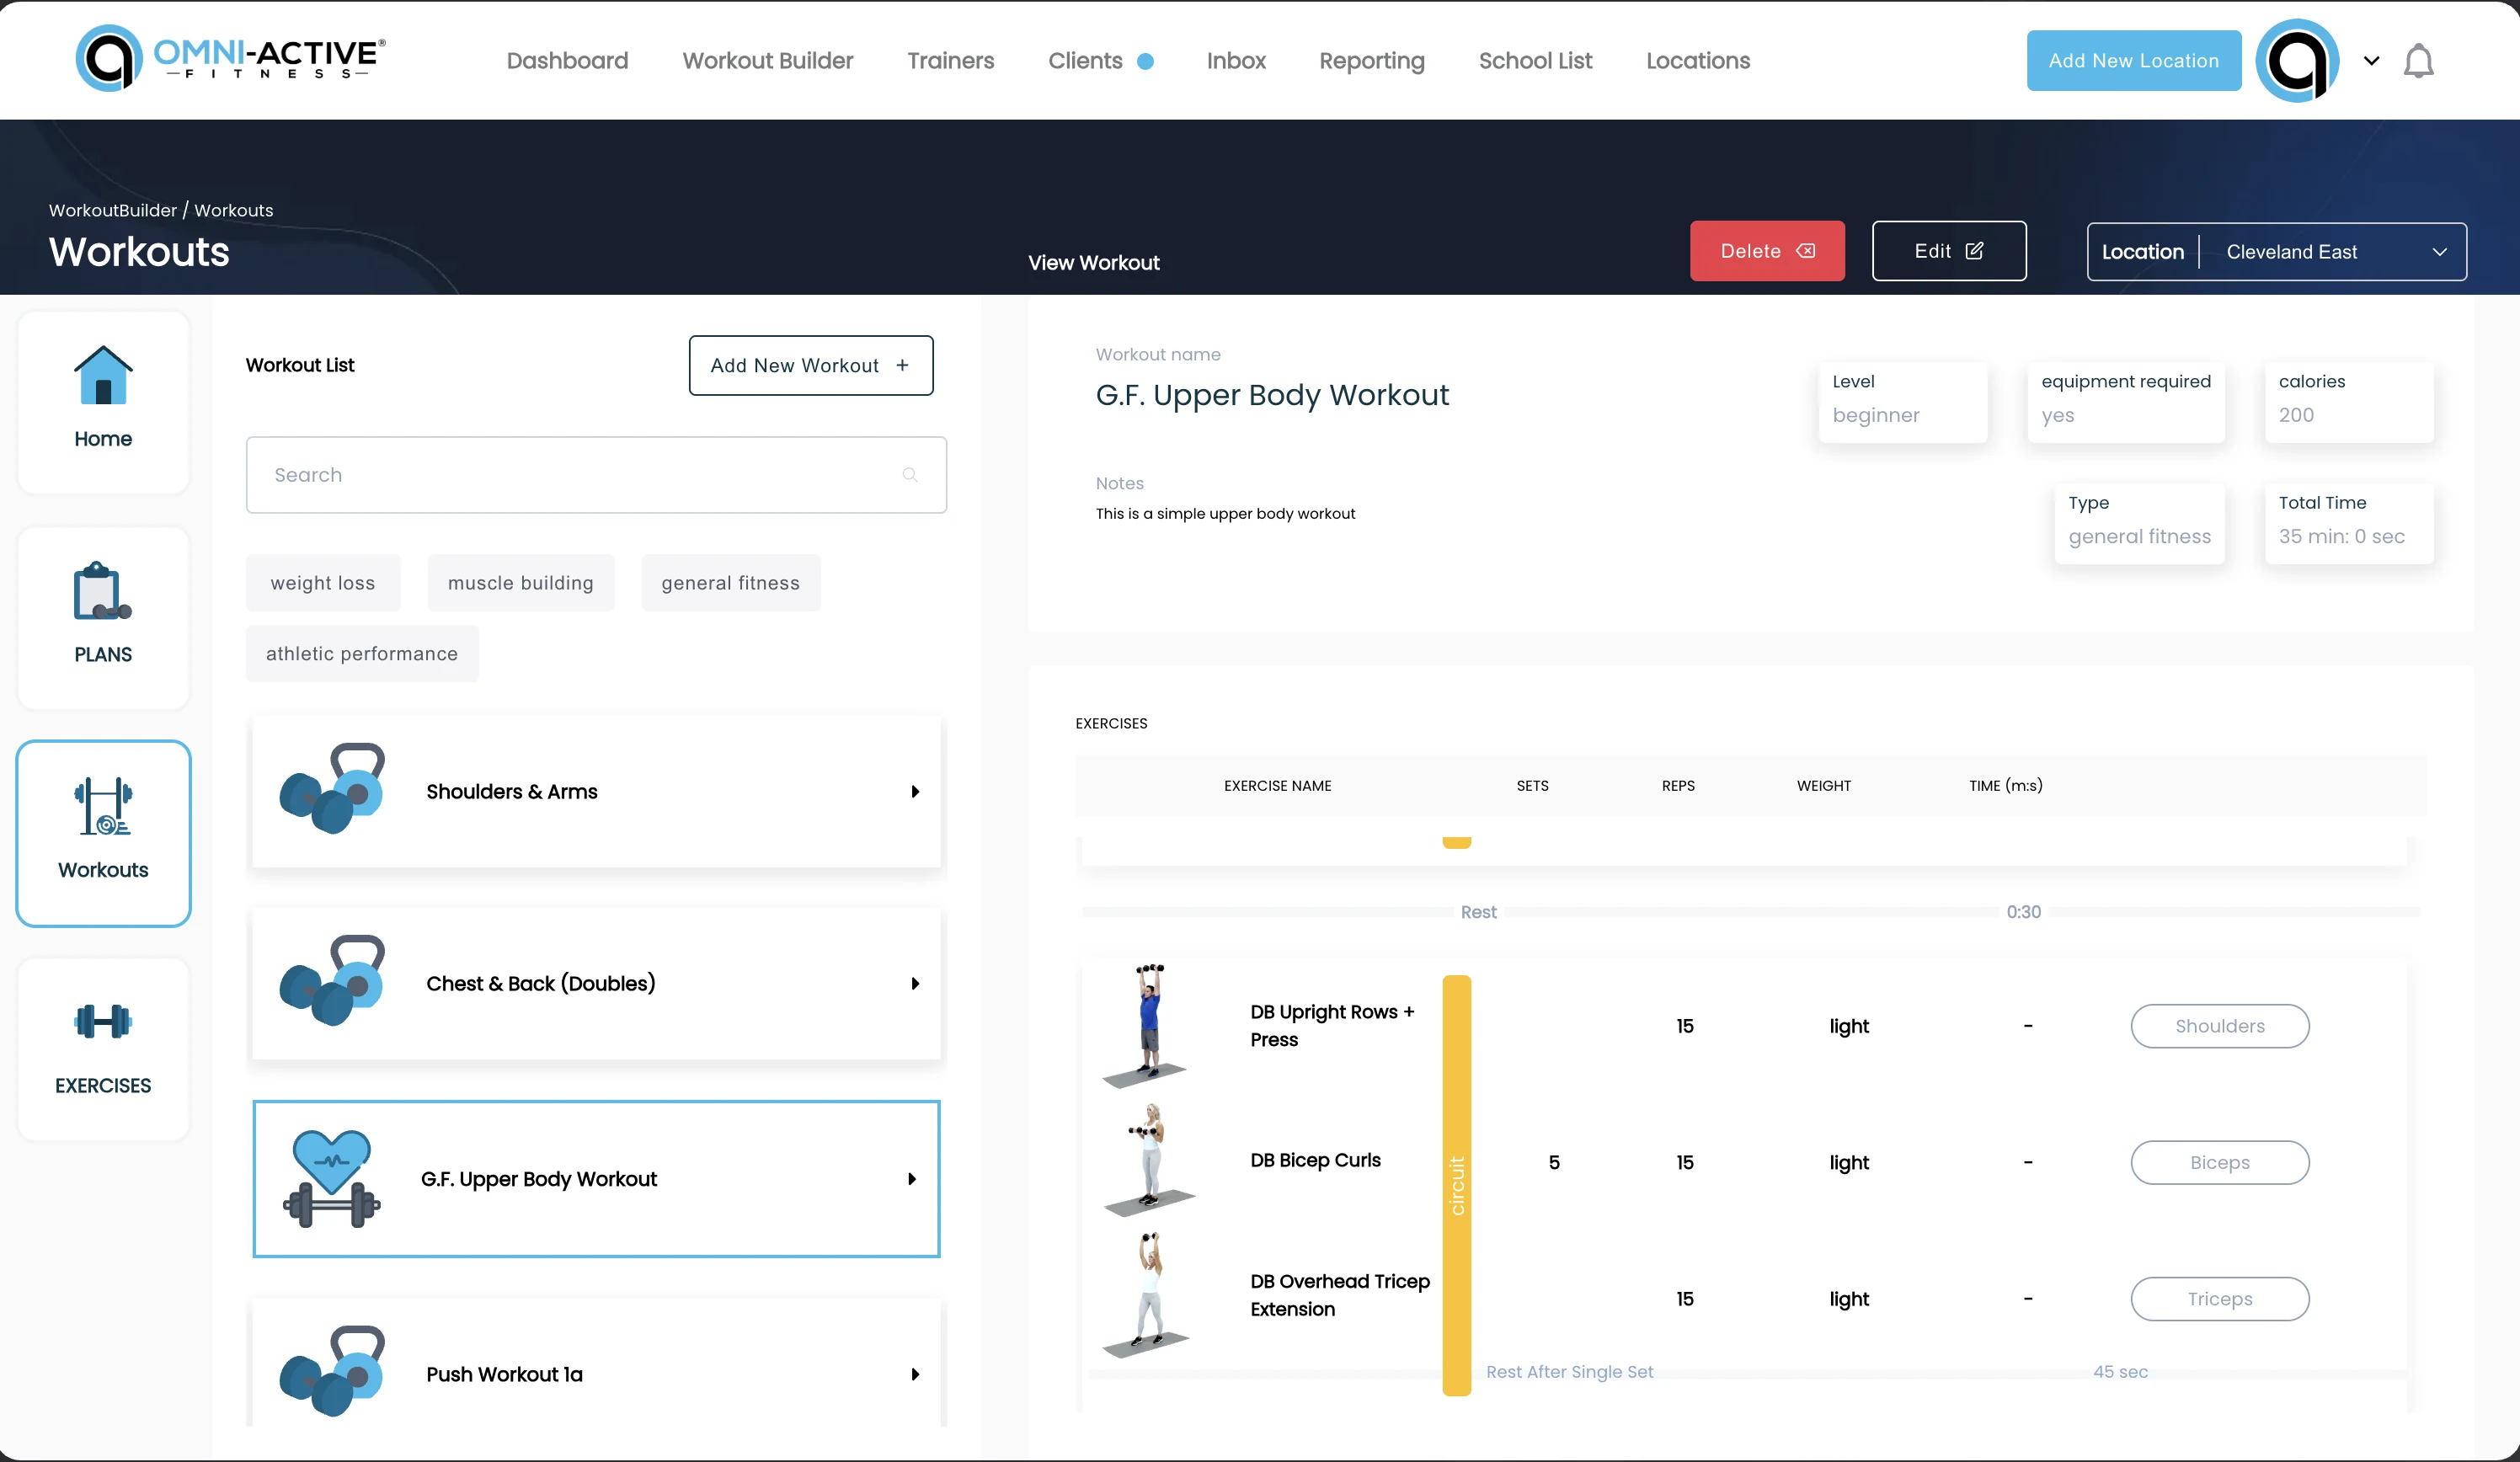 OMNI-ACTIVE®
FITNESS
Dashboard
Workout Builder
Trainers
Clients
Inbox
Reporting
School List
Locations
Add New Location
WorkoutBuilder / Workouts
Workouts
View Workout
Delete
Edit
Location
Cleveland East
Home
PLANS
Workouts
EXERCISES
Workout List
Add New Workout +
Search
weight loss
muscle building
general fitness
athletic performance
Shoulders & Arms
Chest & Back (Doubles)
G.F. Upper Body Workout
Push Workout 1a
Workout name
G.F. Upper Body Workout
Notes
This is a simple upper body workout
Level
beginner
equipment required
yes
calories
200
Type
general fitness
Total Time
35 min: 0 sec
EXERCISES
EXERCISE NAME SETS REPS WEIGHT TIME (m:s)
Rest 0:30
circuit
DB Upright Rows +
Press
15 light - Shoulders
DB Bicep Curls 5 15 light - Biceps
DB Overhead Tricep
Extension
15 light - Triceps
Rest After Single Set 45 sec